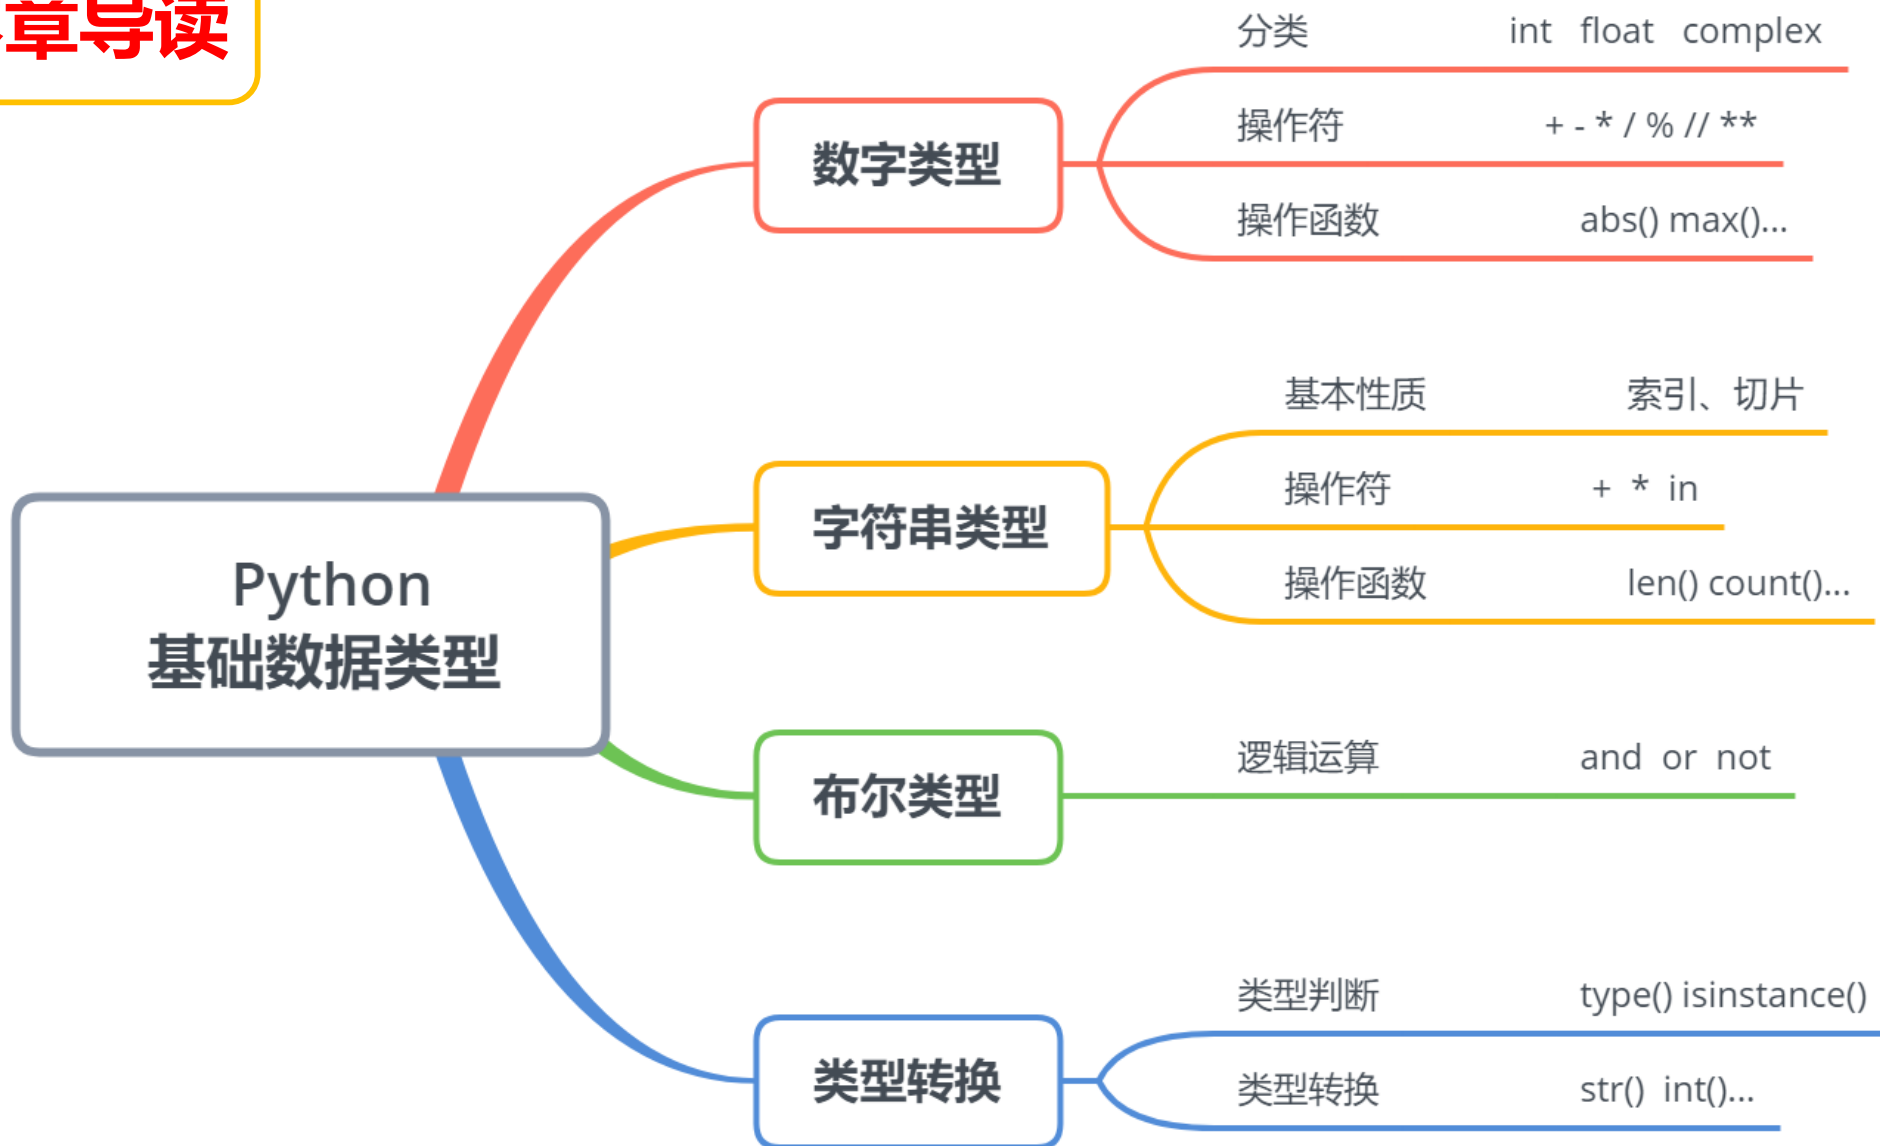 章导读
分类 int float complex
操作符 + - * / % // **
数字类型
操作函数 abs() max()...
基本性质 索引、切片
操作符 + * in
字符串类型
操作函数 len() count()...
Python
基础数据类型
逻辑运算 and or not
布尔类型
类型判断 type() isinstance()
类型转换
类型转换 str() int()...